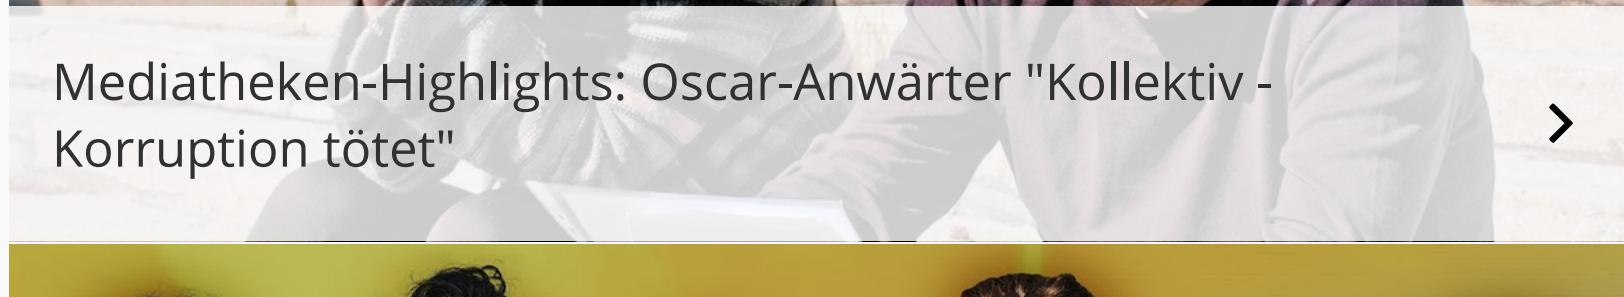 Mediatheken-Highlights: Oscar-Anwärter "Kollektiv -
Korruption tötet"